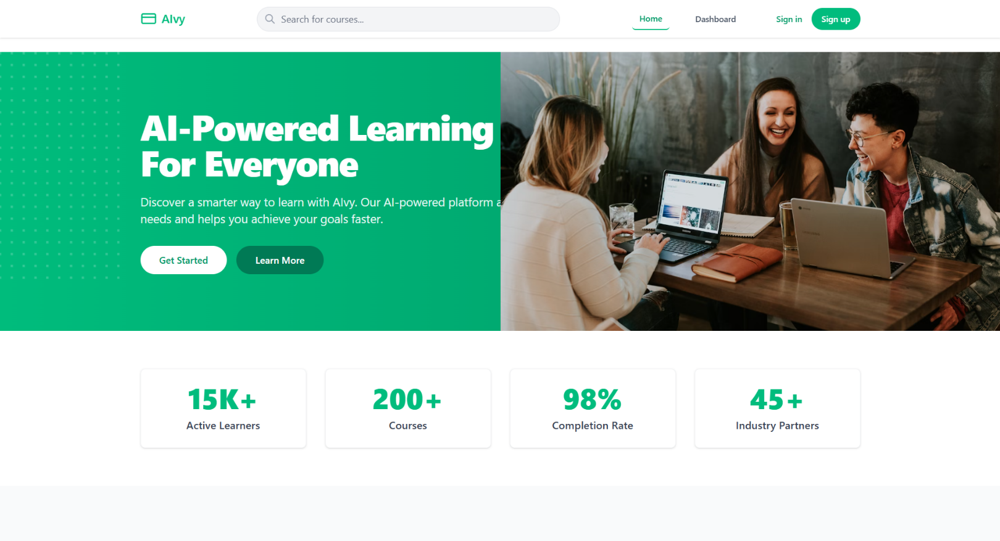 AIvy
Search for courses...
Home
Dashboard
Sign in
Sign up
AI-Powered Learning
For Everyone
Discover a smarter way to learn with AIvy. Our AI-powered platform
needs and helps you achieve your goals faster.
Get Started
Learn More
15K+
Active Learners
200+
Courses
98%
Completion Rate
45+
Industry Partners